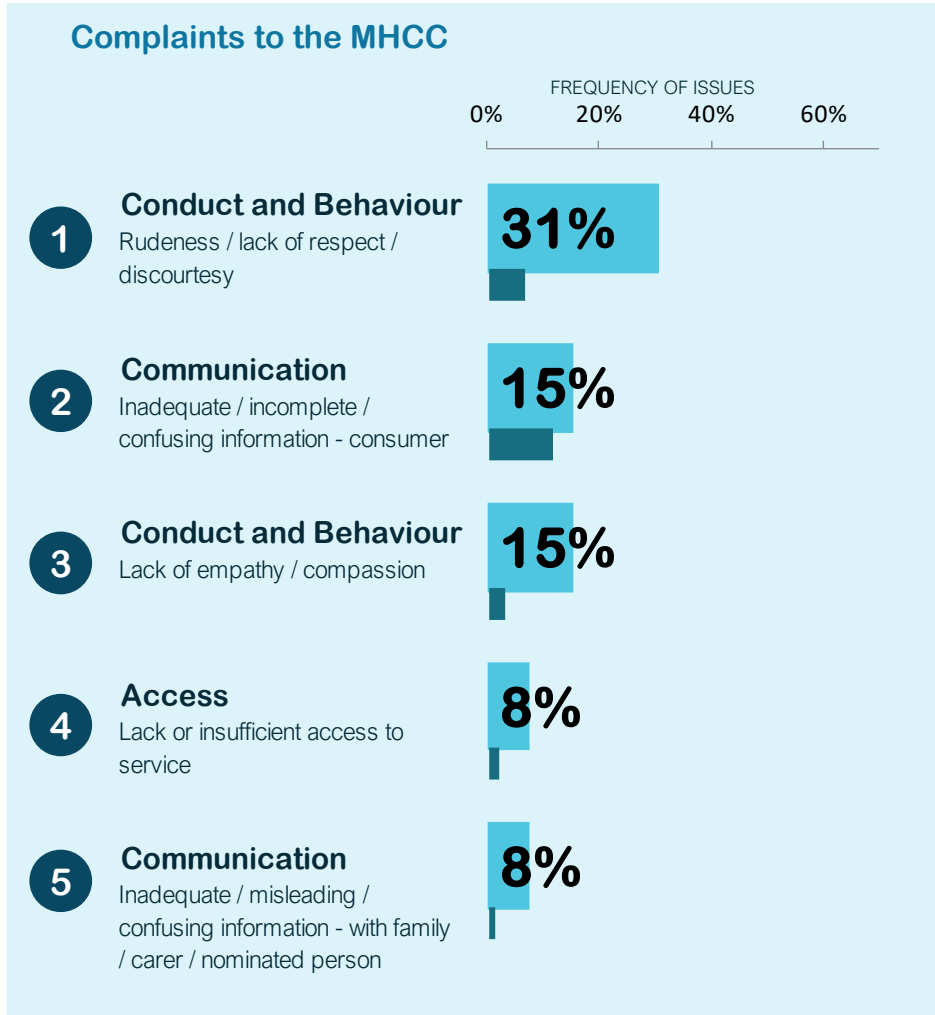 Complaints to the MHCC
FREQUENCY OF ISSUES
0% 20% 40% 60%
1
Conduct and Behaviour
Rudeness / lack of respect /
discourtesy
31%
2
Communication
Inadequate / incomplete /
confusing information - consumer
15%
3
Conduct and Behaviour
Lack of empathy / compassion
15%
4
Access
Lack or insufficient access to
service
8%
5
Communication
Inadequate / misleading /
confusing information - with family
/ carer / nominated person
8%